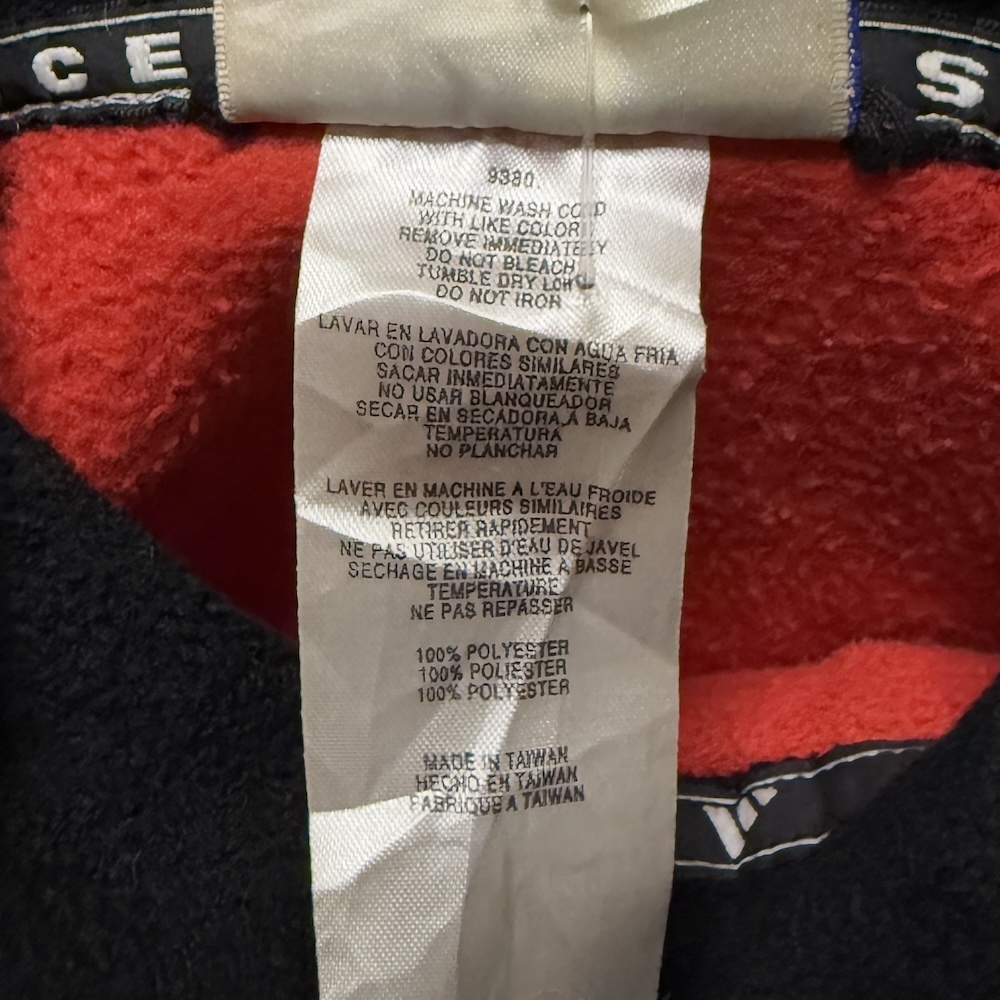 C E
S
9380.
MACHINE WASH COLD
WITH LIKE COLOR
REMOVE IMMEDIATELY
DO NOT BLEACH
TUMBLE DRY LOW
DO NOT IRON
LAVAR EN LAVADORA CON AGUA FRIA
CON COLORES SIMILARES
SACAR INMEDIATAMENTE
NO USAR BLANQUEADOR
SECAR EN SECADORA A BAJA
TEMPERATURA
NO PLANCHAR
LAVER EN MACHINE A L'EAU FROIDE
AVEC COULEURS SIMILAIRES
RETIRER RAPIDEMENT
NE PAS UTILISER D'EAU DE JAVEL
SECHAGE EN MACHINE A BASSE
TEMPERATURE
NE PAS REPASSER
100% POLYESTER
100% POLIESTER
100% POLYESTER
MADE IN TAIWAN
HECHO EN TAIWAN
FABRIQUE A TAIWAN